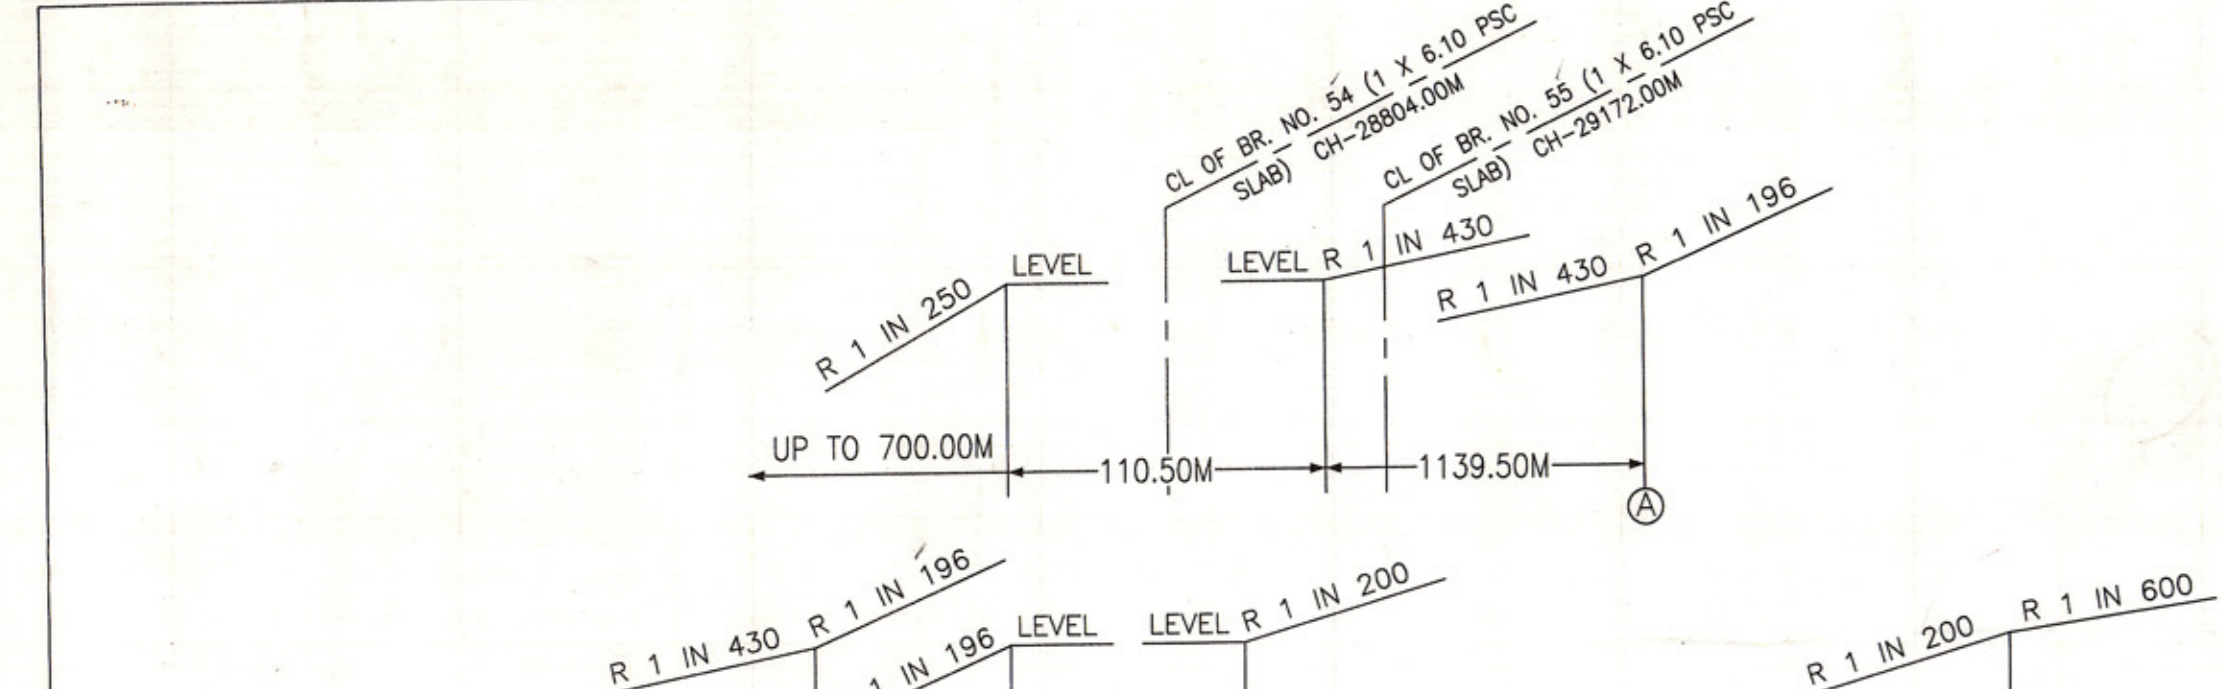 CL OF BR. NO. 54 (1 X 6.10 PSC
SLAB) CH-28804.00M
CL OF BR. NO. 55 (1 X 6.10 PSC
SLAB) CH-29172.00M
R 1 IN 250
LEVEL
LEVEL
R 1 IN 430
R 1 IN 430
R 1 IN 196
UP TO 700.00M
110.50M
1139.50M
A
R 1 IN 430
R 1 IN 196
1 IN 196
LEVEL
LEVEL
R 1 IN 200
R 1 IN 200
R 1 IN 600